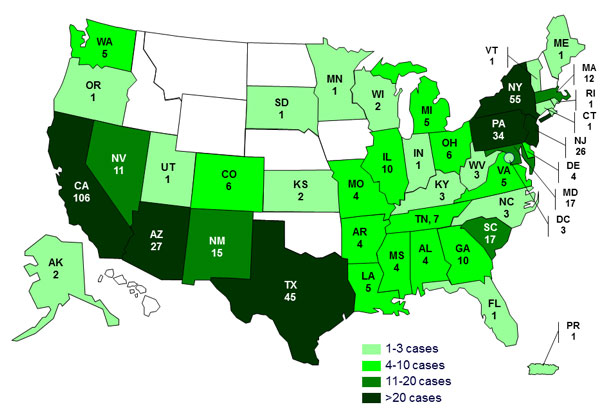 WA
5
OR
1
CA
106
NV
11
UT
1
AZ
27
CO
6
NM
15
SD
1
KS
2
TX
45
MN
1
WI
2
MI
5
IL
10
IN
1
OH
6
MO
4
KY
3
WV
3
VA
5
TN, 7
NC
3
SC
17
AR
4
MS
4
AL
4
GA
10
LA
5
FL
1
AK
2
VT
1
ME
1
NY
55
MA
12
RI
1
CT
1
PA
34
NJ
26
DE
4
MD
17
DC
3
PR
1
1-3 cases
4-10 cases
11-20 cases
>20 cases